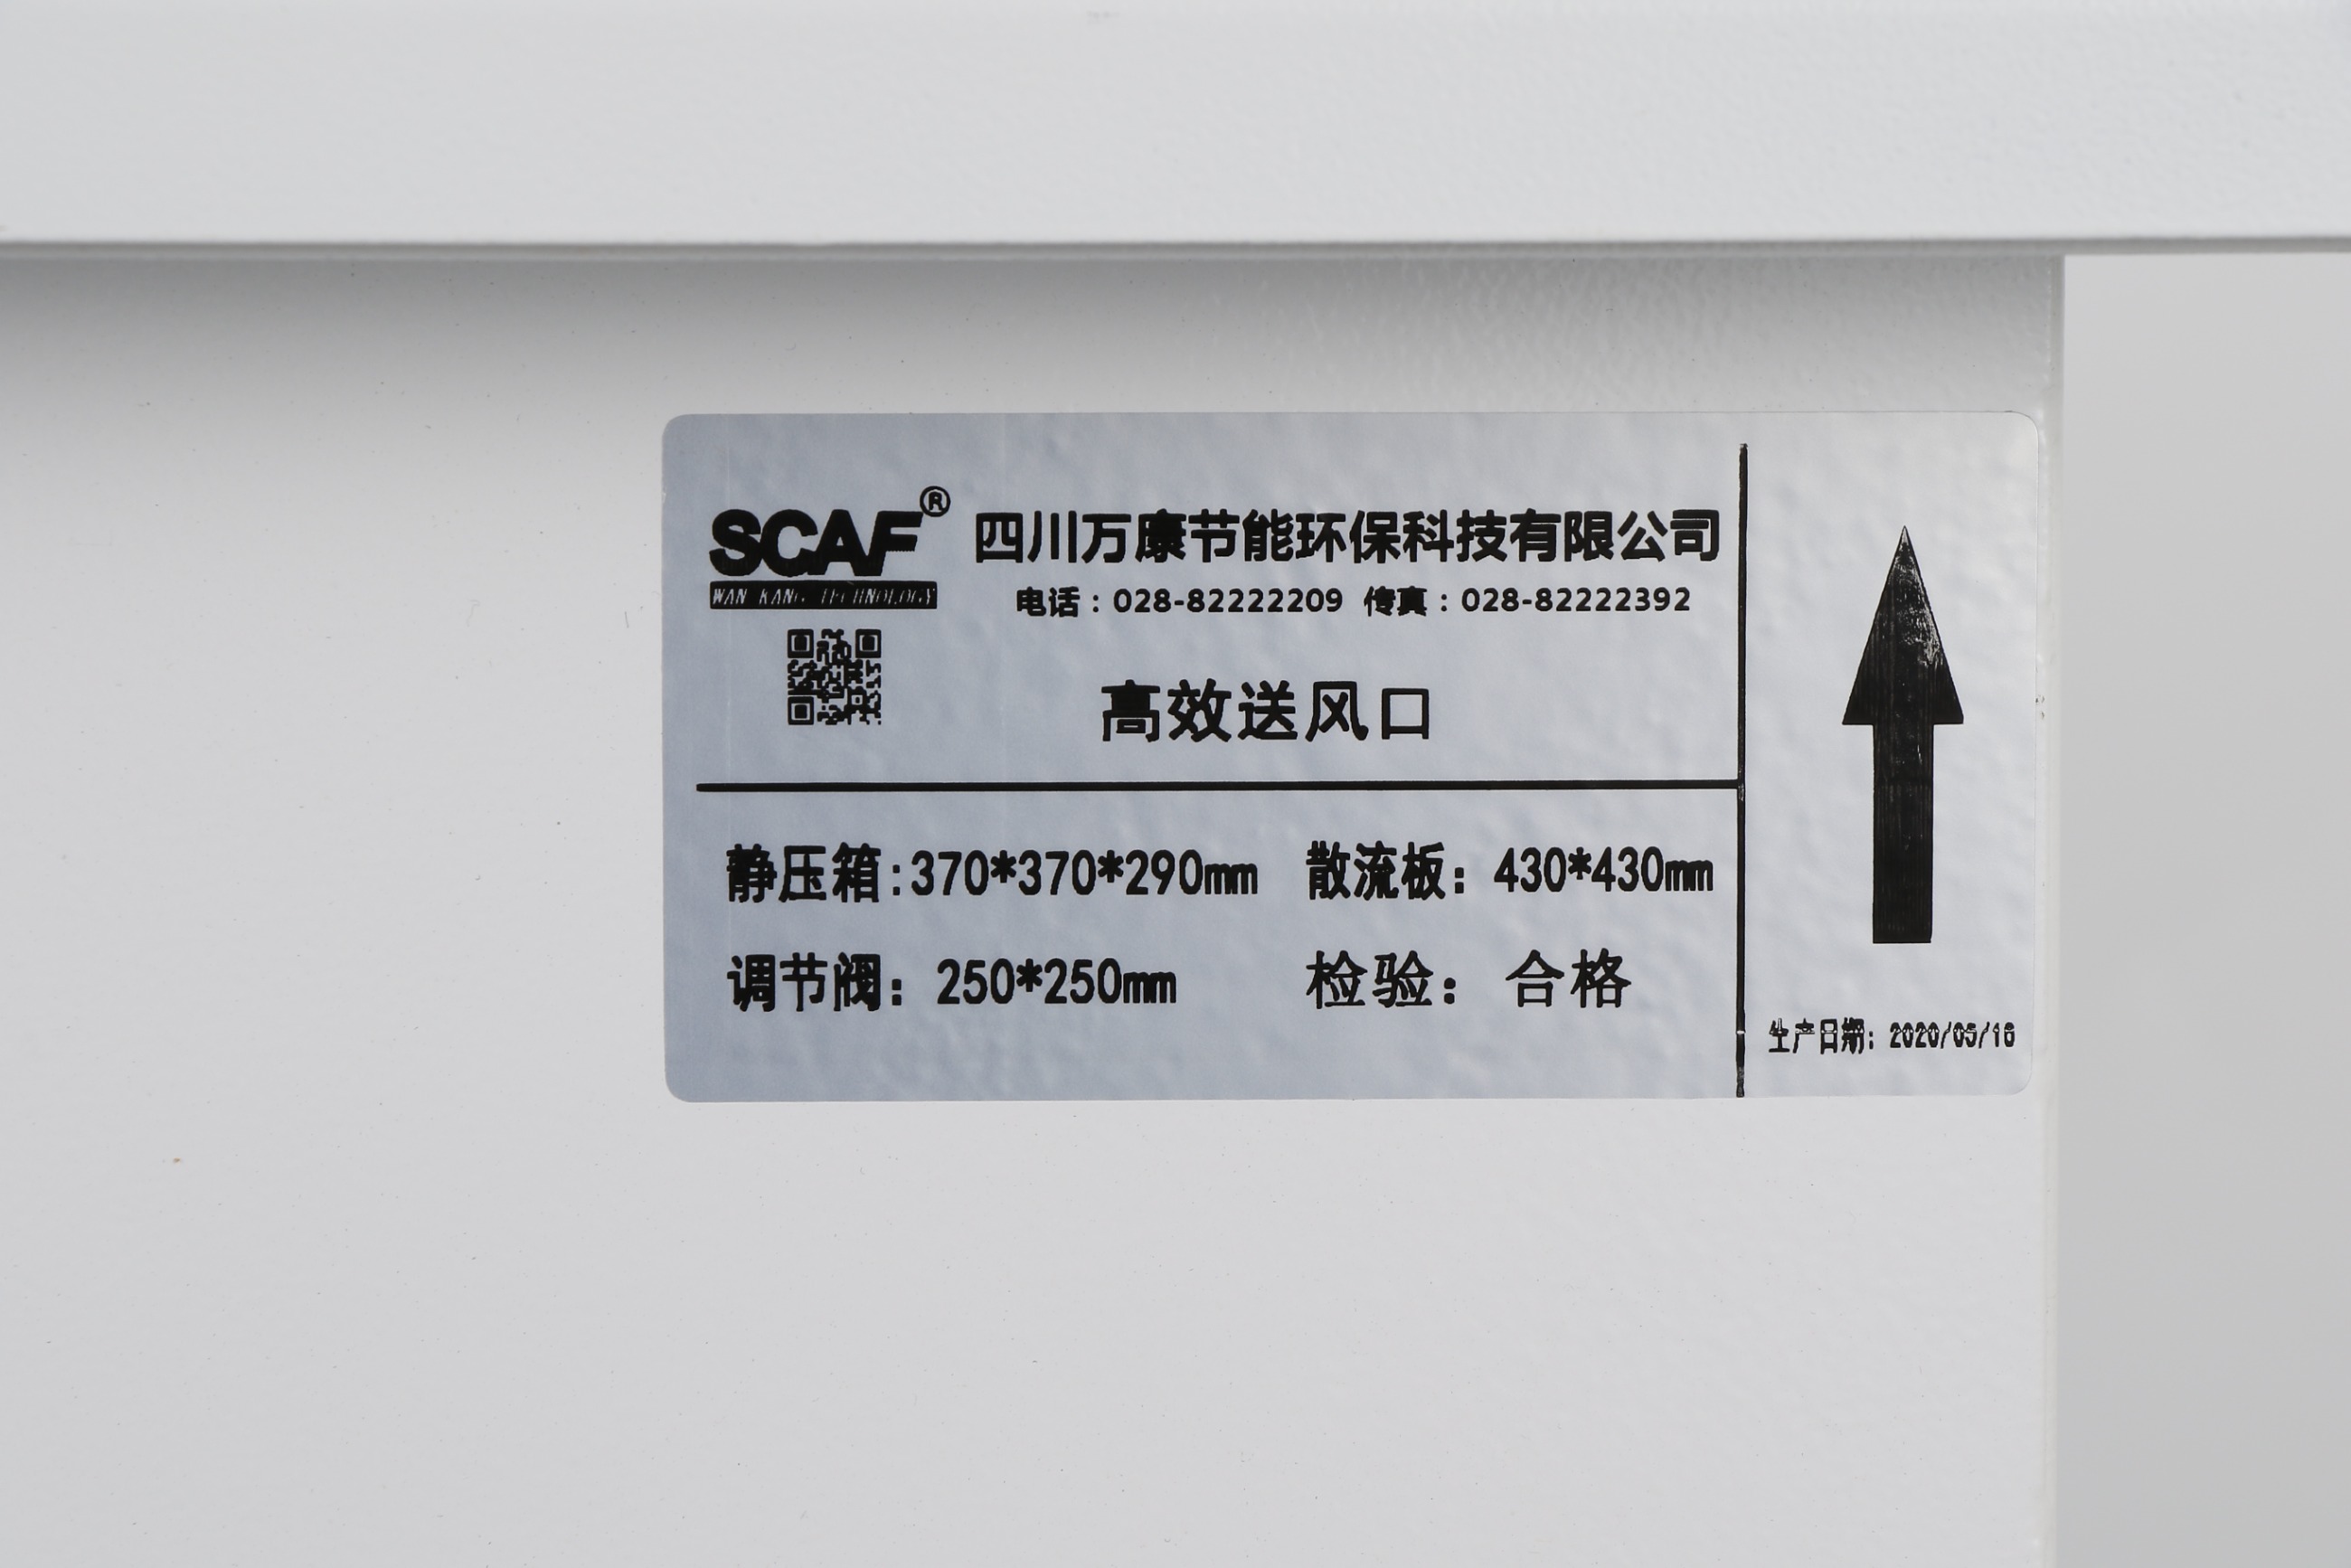 SCAF®
WAN KANG TECHNOLOGY
四川万康节能环保科技有限公司
电话：028-82222209 传真：028-82222392
高效送风口
静压箱:370*370*290mm 散流板：430*430mm
调节阀：250*250mm 检验：合格
生产日期：2020/05/16